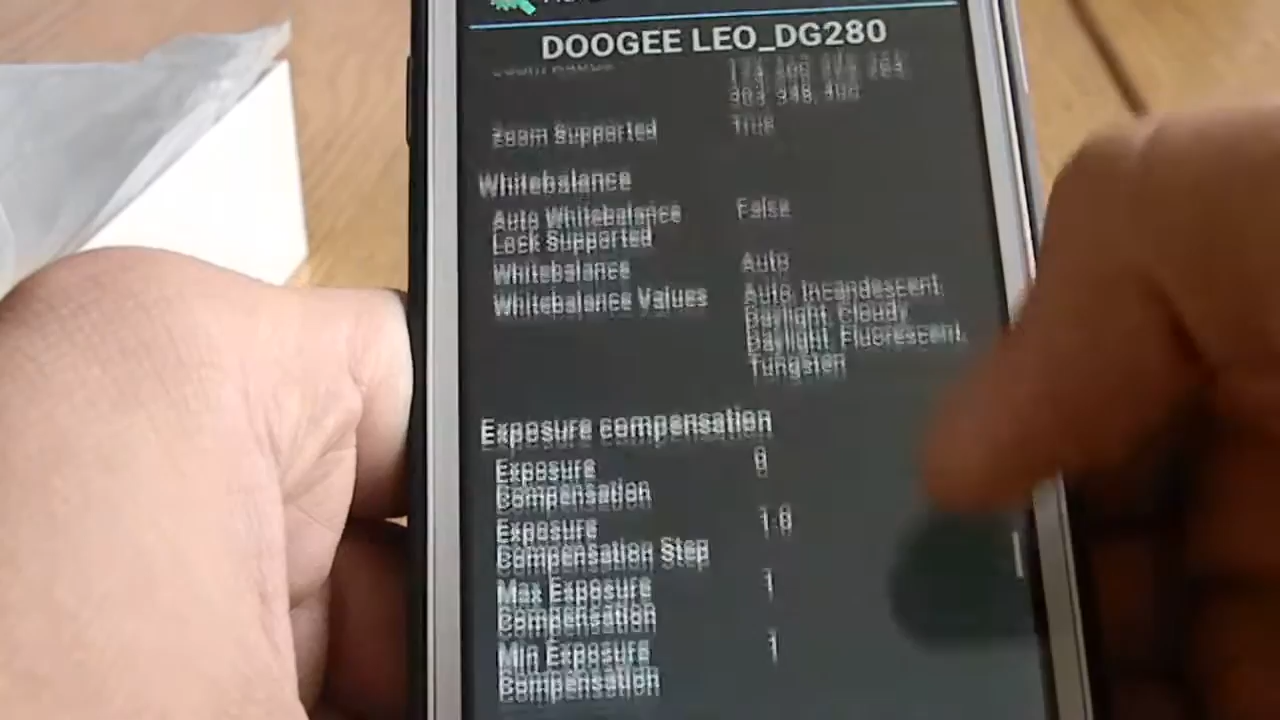 DOOGEE LEO_DG280
Zoom Supported True
Whitebalance
Auto Whitebalance False
Lock Supported
Whitebalance Auto
Whitebalance Values Auto, Incandescent,
Daylight, Cloudy
Daylight, Fluorescent,
Tungsten
Exposure compensation
Exposure 0
Compensation
Exposure 1.0
Compensation Step
Max Exposure 1
Compensation
Min Exposure 1
Compensation